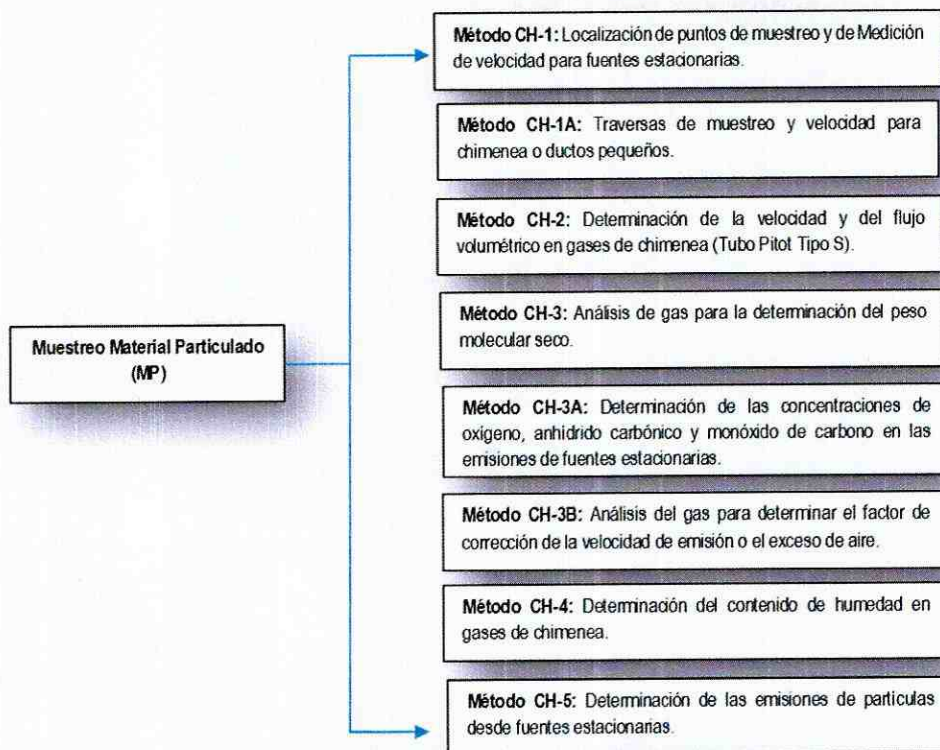 Método CH-1: Localización de puntos de muestreo y de Medición
de velocidad para fuentes estacionarias.
Método CH-1A: Traversas de muestreo y velocidad para
chimenea o ductos pequeños.
Método CH-2: Determinación de la velocidad y del flujo
volumétrico en gases de chimenea (Tubo Pitot Tipo S).
Método CH-3: Análisis de gas para la determinación del peso
molecular seco.
Muestreo Material Particulado
(MP)
Método CH-3A: Determinación de las concentraciones de
oxígeno, anhídrido carbónico y monóxido de carbono en las
emisiones de fuentes estacionarias.
Método CH-3B: Análisis del gas para determinar el factor de
corrección de la velocidad de emisión o el exceso de aire.
Método CH-4: Determinación del contenido de humedad en
gases de chimenea.
Método CH-5: Determinación de las emisiones de partículas
desde fuentes estacionarias.